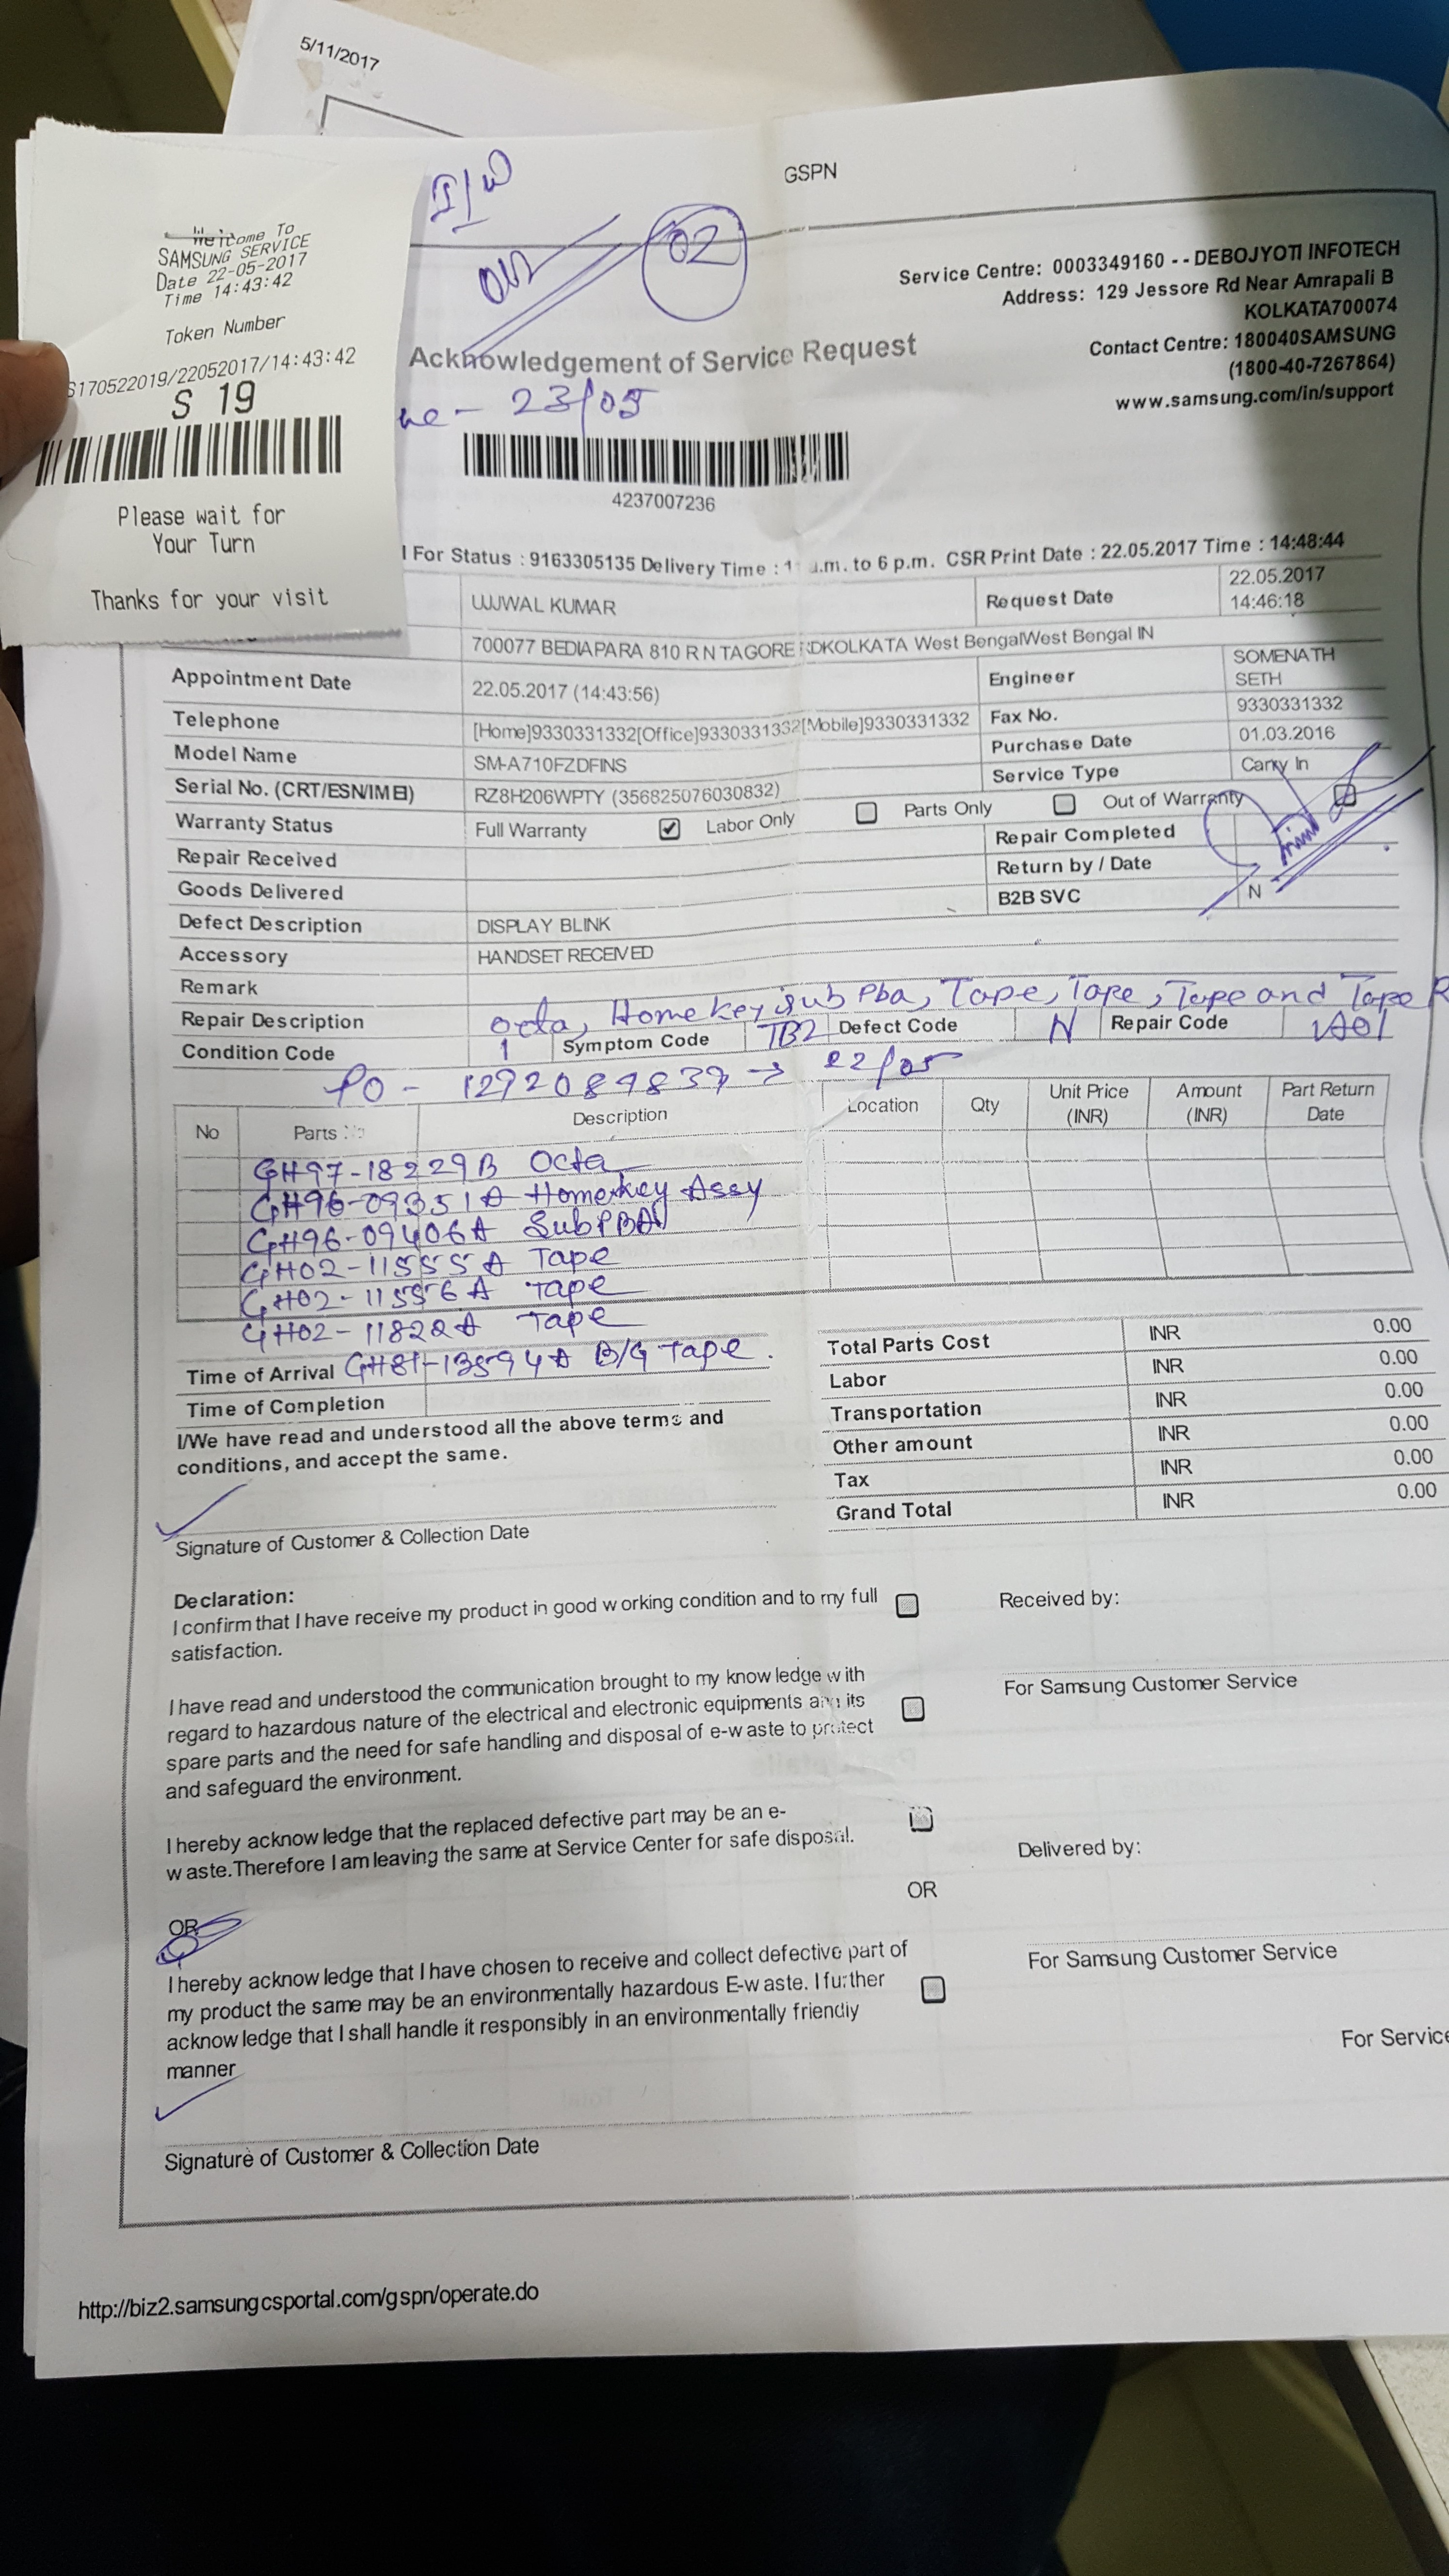 5/11/2017
GSPN
I/W
02
Welcome To
SAMSUNG SERVICE
Date 22-05-2017
Time 14:43:42
Token Number
S170522019/22052017/14:43:42
S 19
Please wait for
Your Turn
Thanks for your visit
Service Centre: 0003349160 - - DEBOJYOTI INFOTECH
Address: 129 Jessore Rd Near Amrapali B
KOLKATA700074
Contact Centre: 180040SAMSUNG
(1800-40-7267864)
www.samsung.com/in/support
Acknowledgement of Service Request
23/05
4237007236
l For Status : 9163305135 Delivery Time : 1 a.m. to 6 p.m. CSR Print Date : 22.05.2017 Time : 14:48:44
UJJWAL KUMAR Request Date 22.05.2017 14:46:18
700077 BEDIAPARA 810 R N TAGORE RDKOLKATA West BengalWest Bengal IN
Appointment Date 22.05.2017 (14:43:56) Engineer SOMENATH SETH
Telephone [Home]9330331332[Office]9330331332[Mobile]9330331332 Fax No. 9330331332
Model Name SM-A710FZDFINS Purchase Date 01.03.2016
Serial No. (CRT/ESN/IMEI) RZ8H206WPTY (356825076030832) Service Type Carry In
Warranty Status Full Warranty Labor Only Parts Only Out of Warranty
Repair Received Repair Completed
Goods Delivered Return by / Date
B2B SVC N
Defect Description DISPLAY BLINK
Accessory HANDSET RECEIVED
Remark
Repair Description Octa, Home key, sub Pba, Tape, Tape, Tape and Tape R
Condition Code 1 Symptom Code TB2 Defect Code N Repair Code A01
PO - 1292089839 → 22/05
No Parts No Description Location Qty Unit Price (INR) Amount (INR) Part Return Date
GH97-18229B Octa
GH96-09351A Homekey Assy
GH96-09406A Sub PBA
GH02-11555A Tape
GH02-11556A Tape
GH02-11822A Tape
Time of Arrival GH81-13594A B/G Tape.
Time of Completion
I/We have read and understood all the above terms and
conditions, and accept the same.
Total Parts Cost INR 0.00
Labor INR 0.00
Transportation INR 0.00
Other amount INR 0.00
Tax INR 0.00
Grand Total INR 0.00
Signature of Customer & Collection Date
Declaration:
I confirm that I have receive my product in good working condition and to my full
satisfaction.
Received by:
I have read and understood the communication brought to my knowledge with
regard to hazardous nature of the electrical and electronic equipments and its
spare parts and the need for safe handling and disposal of e-waste to protect
and safeguard the environment.
For Samsung Customer Service
I hereby acknowledge that the replaced defective part may be an e-
waste.Therefore I am leaving the same at Service Center for safe disposal.
Delivered by:
OR
OR
I hereby acknowledge that I have chosen to receive and collect defective part of
my product the same may be an environmentally hazardous E-waste. I further
acknowledge that I shall handle it responsibly in an environmentally friendly
manner
For Samsung Customer Service
For Service
Signature of Customer & Collection Date
http://biz2.samsungcsportal.com/gspn/operate.do